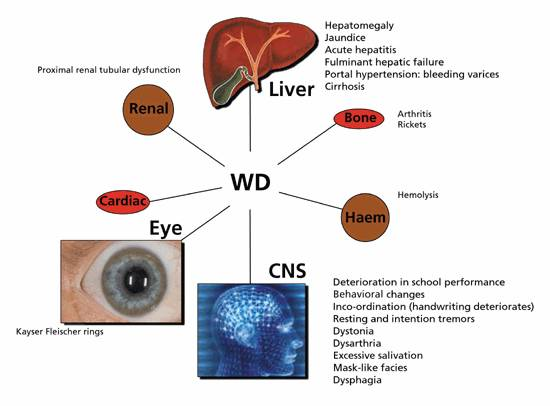 Hepatomegaly
Jaundice
Acute hepatitis
Fulminant hepatic failure
Portal hypertension: bleeding varices
Cirrhosis
Liver
Proximal renal tubular dysfunction
Renal
Bone
Arthritis
Rickets
WD
Cardiac
Haem
Hemolysis
Eye
Kayser Fleischer rings
CNS
Deterioration in school performance
Behavioral changes
Inco-ordination (handwriting deteriorates)
Resting and intention tremors
Dystonia
Dysarthria
Excessive salivation
Mask-like facies
Dysphagia